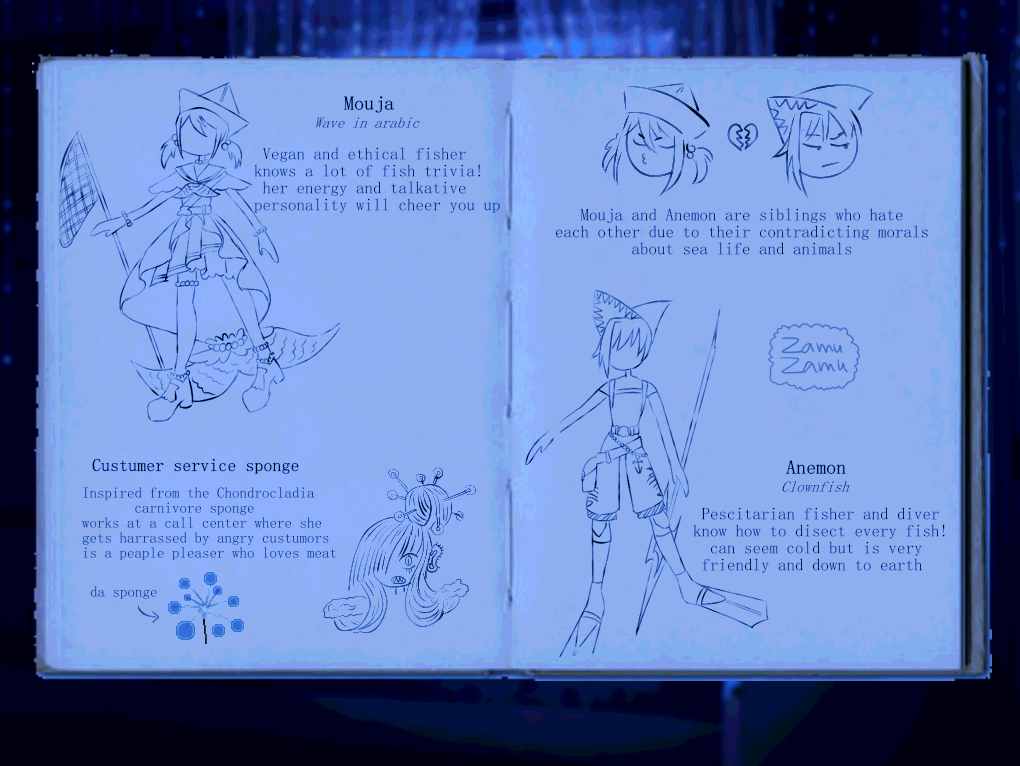 Mouja
Wave in arabic
Vegan and ethical fisher
knows a lot of fish trivia!
her energy and talkative
personality will cheer you up
Custumer service sponge
Inspired from the Chondrocladia
carnivore sponge
works at a call center where she
gets harrassed by angry custumors
is a peaple pleaser who loves meat
da sponge
Mouja and Anemon are siblings who hate
each other due to their contradicting morals
about sea life and animals
Zamu
Zamu
Anemon
Clownfish
Pescitarian fisher and diver
know how to disect every fish!
can seem cold but is very
friendly and down to earth